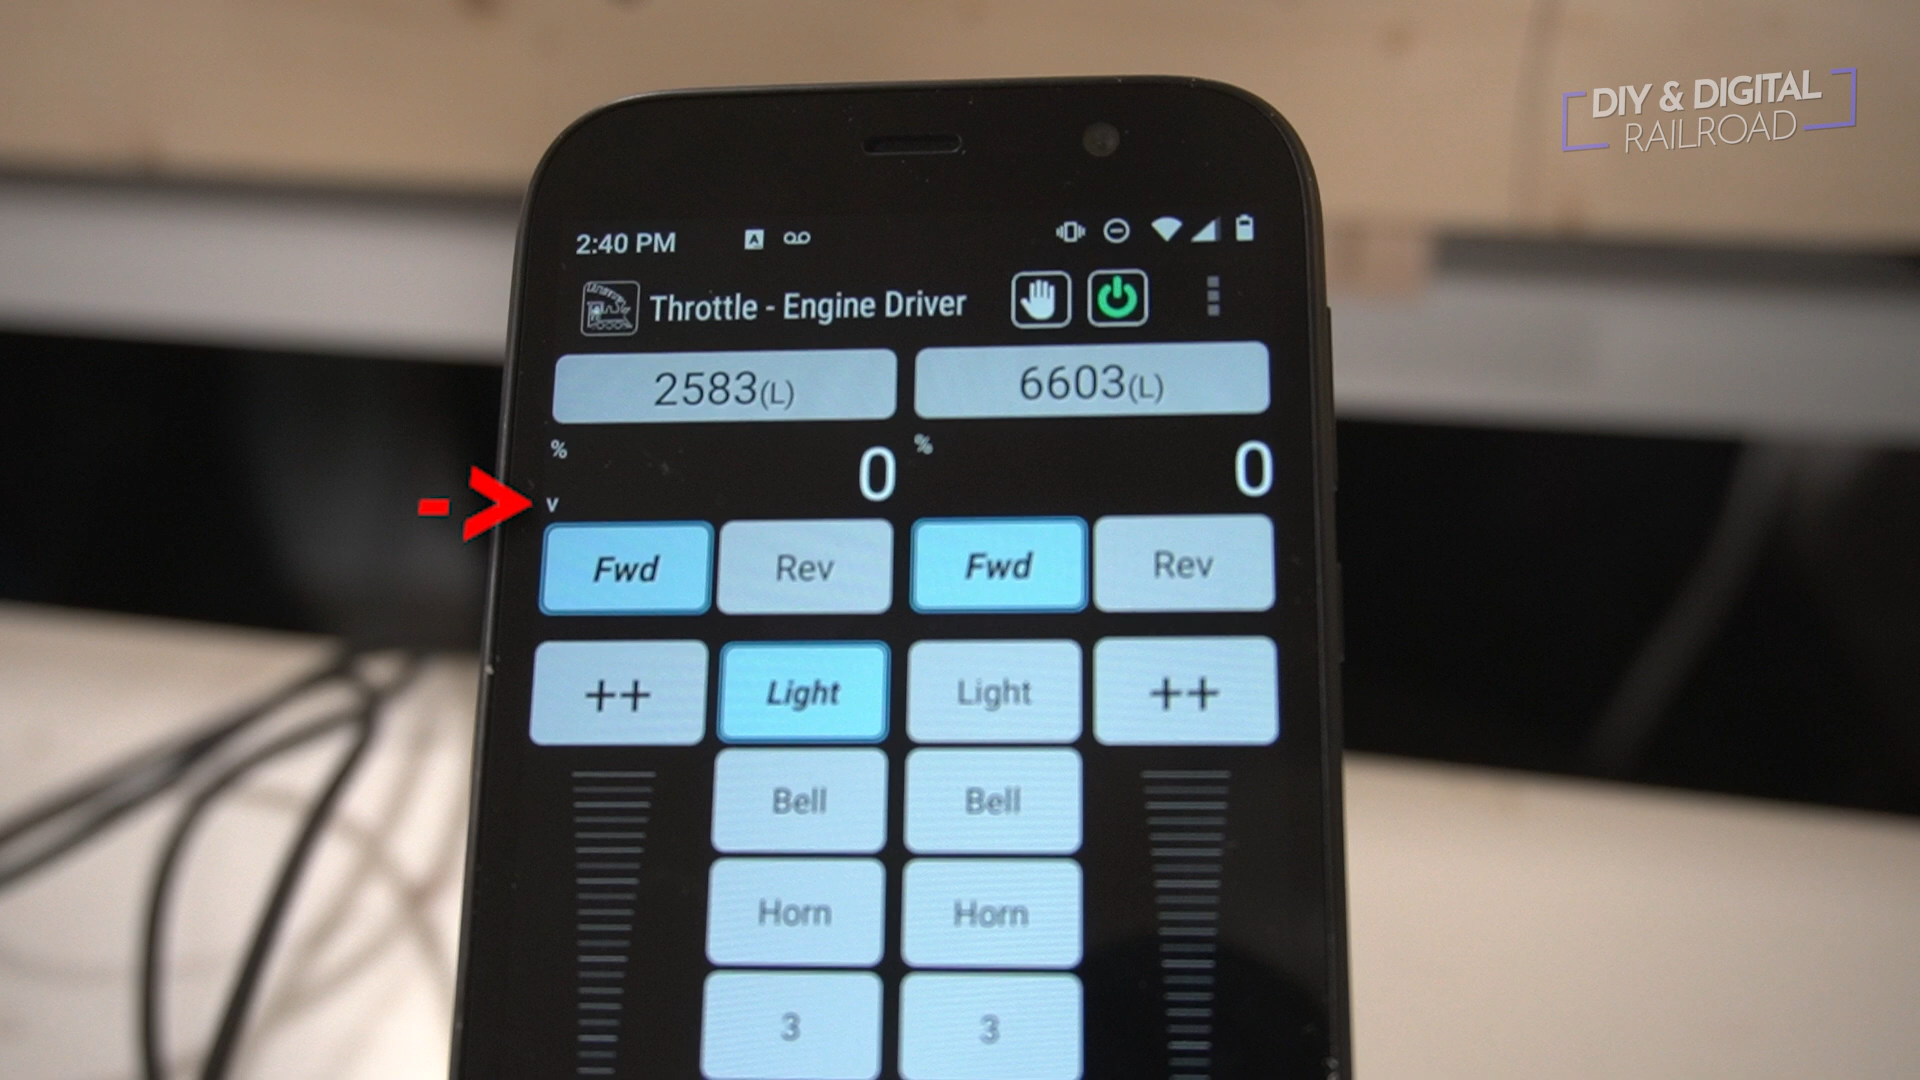 DIY & DIGITAL
RAILROAD
2:40 PM
Throttle - Engine Driver
2583(L) 6603(L)
% 0 % 0
->
v
Fwd Rev Fwd Rev
++ Light Light ++
Bell Bell
Horn Horn
3 3